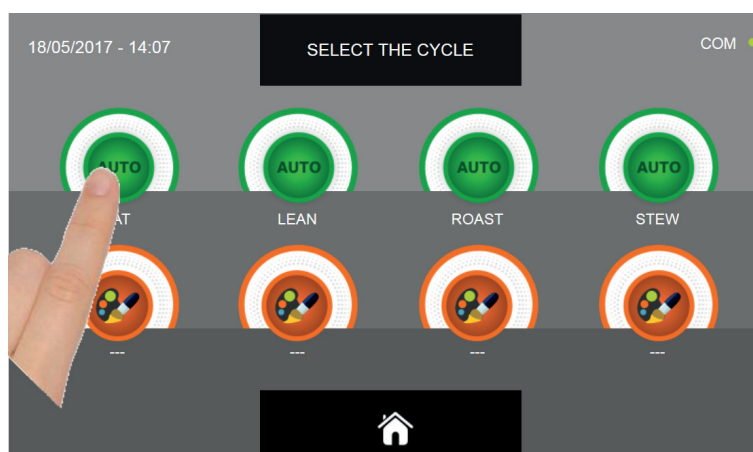 18/05/2017 - 14:07
SELECT THE CYCLE
COM
AUTO AUTO AUTO AUTO
LEAN ROAST STEW
--- --- --- ---